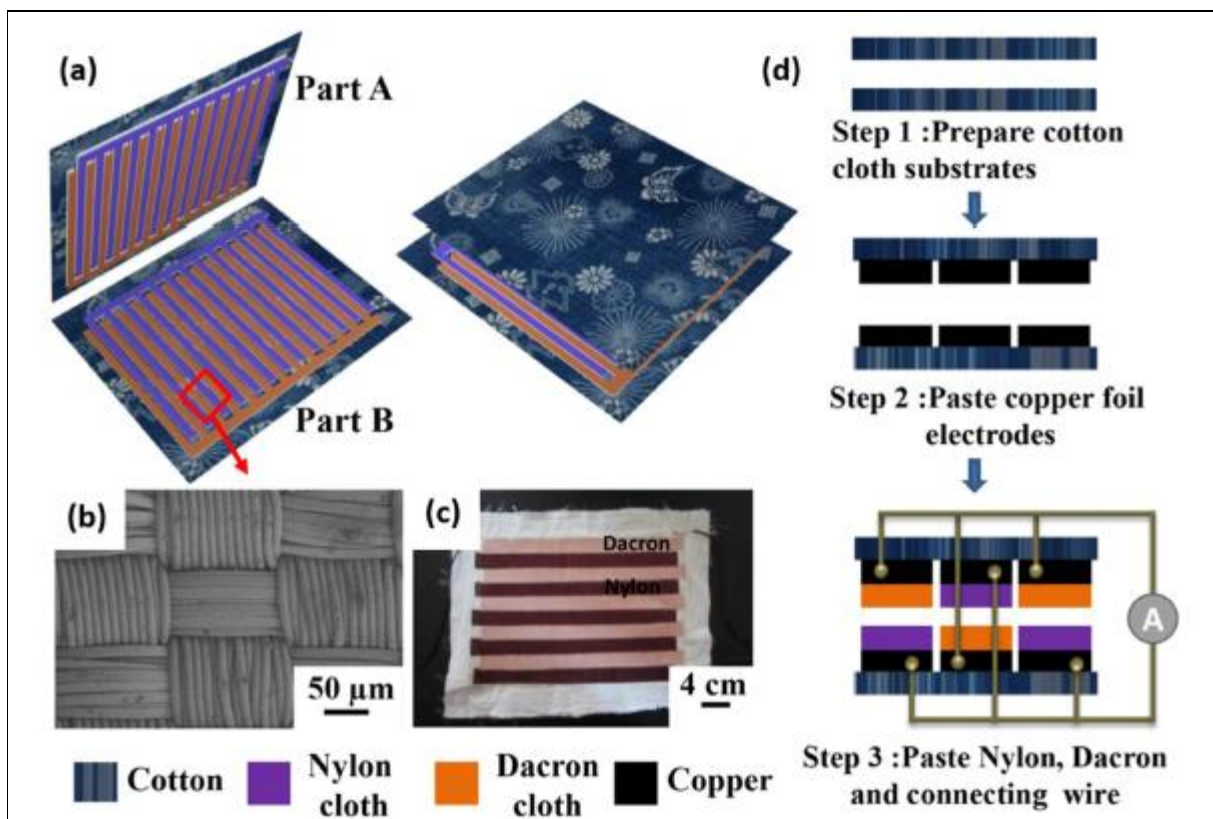 (a)
Part A
Part B
(b)
50 μm
(c)
Dacron
Nylon
4 cm
(d)
Step 1 :Prepare cotton
cloth substrates
Step 2 :Paste copper foil
electrodes
A
Step 3 :Paste Nylon, Dacron
and connecting wire
Cotton
Nylon
cloth
Dacron
cloth
Copper